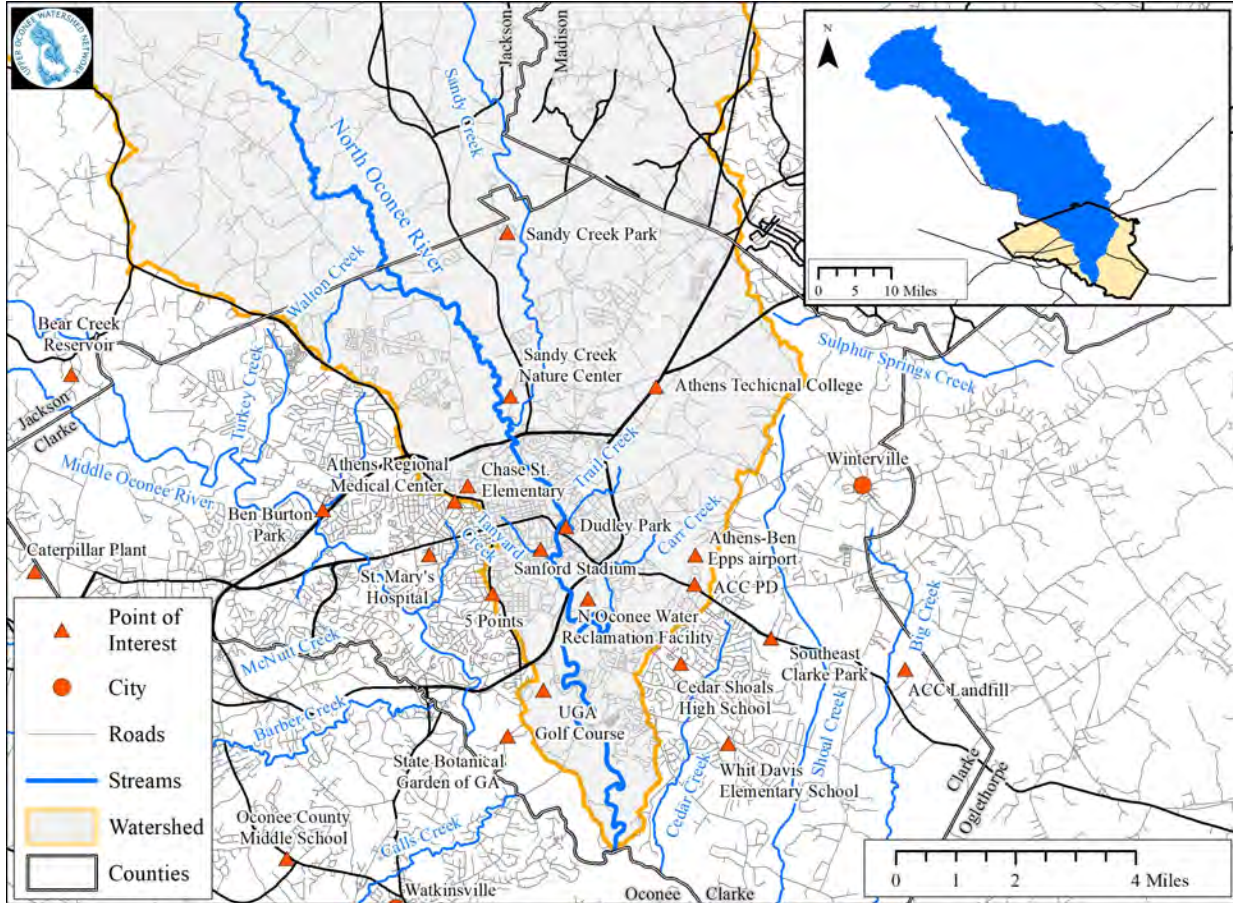 UPPER OCONEE WATERSHED NETWORK
Jackson
Madison
Sandy Creek
North Oconee River
N
0 5 10 Miles
Sandy Creek Park
Walton Creek
Bear Creek
Reservoir
Turkey Creek
Sandy Creek
Nature Center
Athens Techicnal College
Sulphur Springs Creek
Jackson
Clarke
Middle Oconee River
Athens Regional
Medical Center
Chase St.
Elementary
Trail Creek
Winterville
Ben Burton
Park
Tanyard
Creek
Dudley Park
Carr Creek
Athens-Ben
Epps airport
Caterpillar Plant
Sanford Stadium
St. Mary's
Hospital
ACC PD
5 Points
N Oconee Water
Reclamation Facility
Big Creek
Point of
Interest
City
Roads
Streams
Watershed
Counties
McNutt Creek
Southeast
Clarke Park
Cedar Shoals
High School
ACC Landfill
Barber Creek
UGA
Golf Course
Shoal Creek
State Botanical
Garden of GA
Whit Davis
Elementary School
Cedar Creek
Clarke
Oglethorpe
Oconee County
Middle School
Calls Creek
0 1 2 4 Miles
Watkinsville
Oconee
Clarke